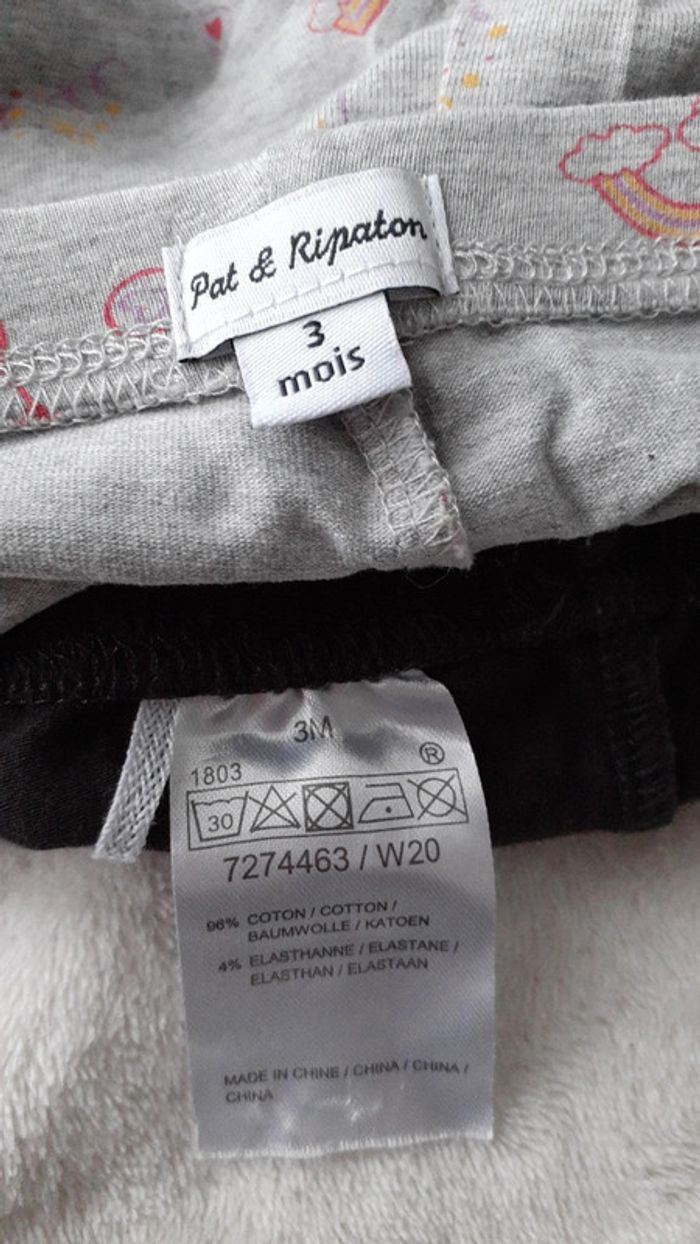 Pat & Ripaton
3
mois
3M
1803
®
30
7274463 / W20
96% COTON / COTTON /
BAUMWOLLE / KATOEN
4% ELASTHANNE / ELASTANE /
ELASTHAN / ELASTAAN
MADE IN CHINE / CHINA / CHINA /
CHINA